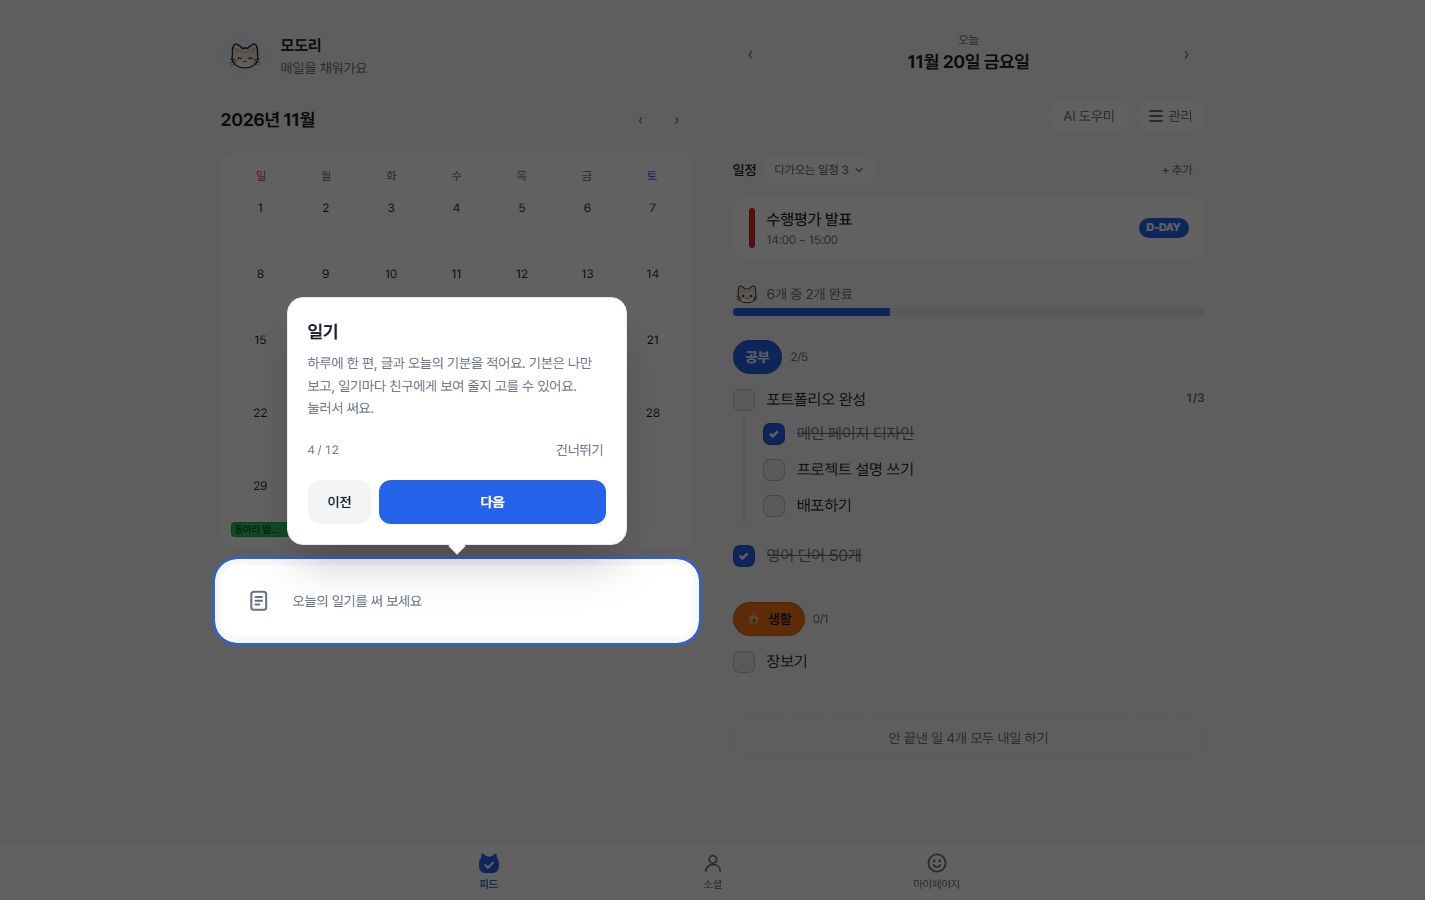 모도리
매일을 채워가요
2026년 11월
‹ ›
일 월 화 수 목 금 토
1 2 3 4 5 6 7
8 9 10 11 12 13 14
15 21
22 28
29
동아리 발...
일기
하루에 한 편, 글과 오늘의 기분을 적어요. 기본은 나만
보고, 일기마다 친구에게 보여 줄지 고를 수 있어요.
눌러서 써요.
4 / 12 건너뛰기
이전 다음
오늘의 일기를 써 보세요
오늘
‹ 11월 20일 금요일 ›
AI 도우미 관리
일정 다가오는 일정 3 + 추가
수행평가 발표
14:00 – 15:00
D-DAY
6개 중 2개 완료
공부 2/5
포트폴리오 완성 1/3
메인 페이지 디자인
프로젝트 설명 쓰기
배포하기
영어 단어 50개
생활 0/1
장보기
안 끝낸 일 4개 모두 내일 하기
피드 소셜 마이페이지